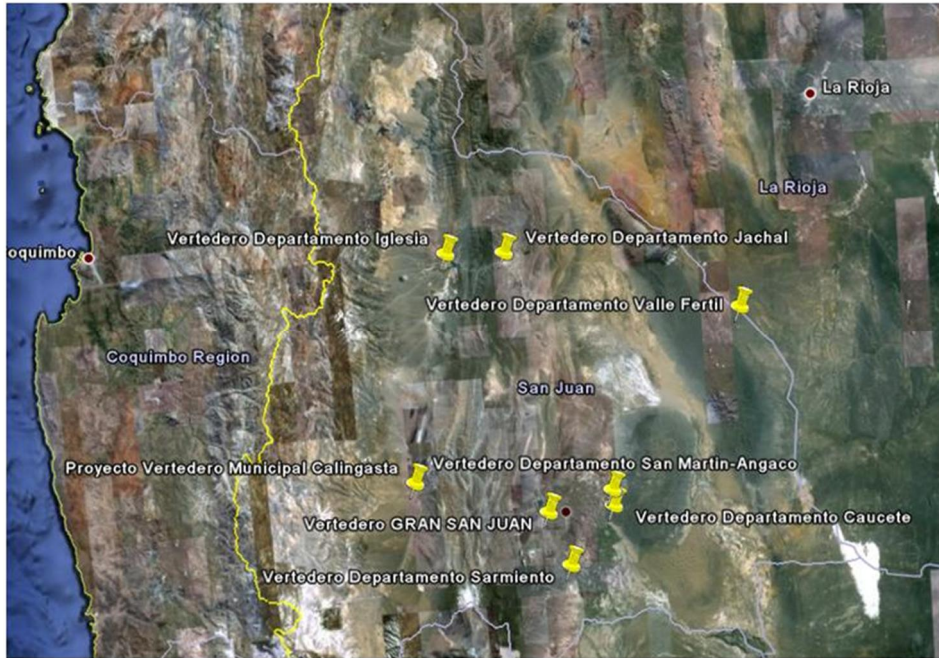 La Rioja
La Rioja
Vertedero Departamento Iglesia
Vertedero Departamento Jachal
oquimbo
Vertedero Departamento Valle Fertil
Coquimbo Region
San Juan
Proyecto Vertedero Municipal Calingasta
Vertedero Departamento San Martin-Angaco
Vertedero GRAN SAN JUAN
Vertedero Departamento Caucete
Vertedero Departamento Sarmiento